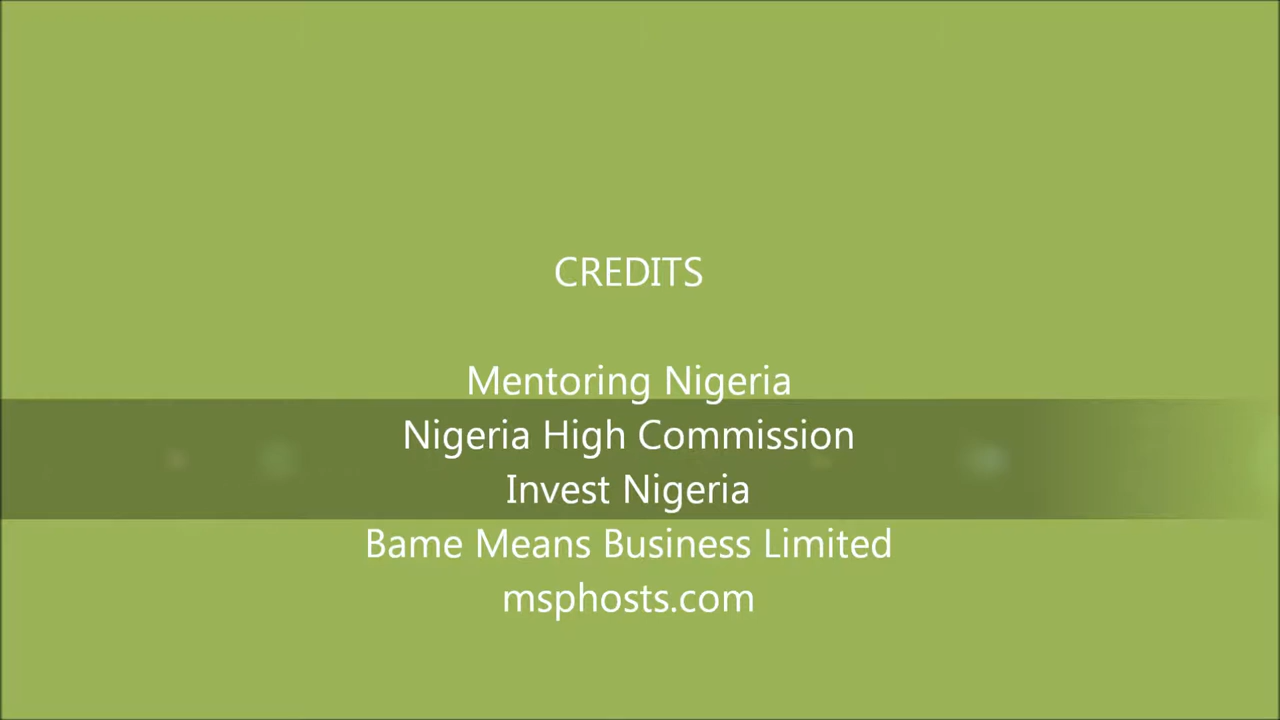 CREDITS
Mentoring Nigeria
Nigeria High Commission
Invest Nigeria
Bame Means Business Limited
msphosts.com